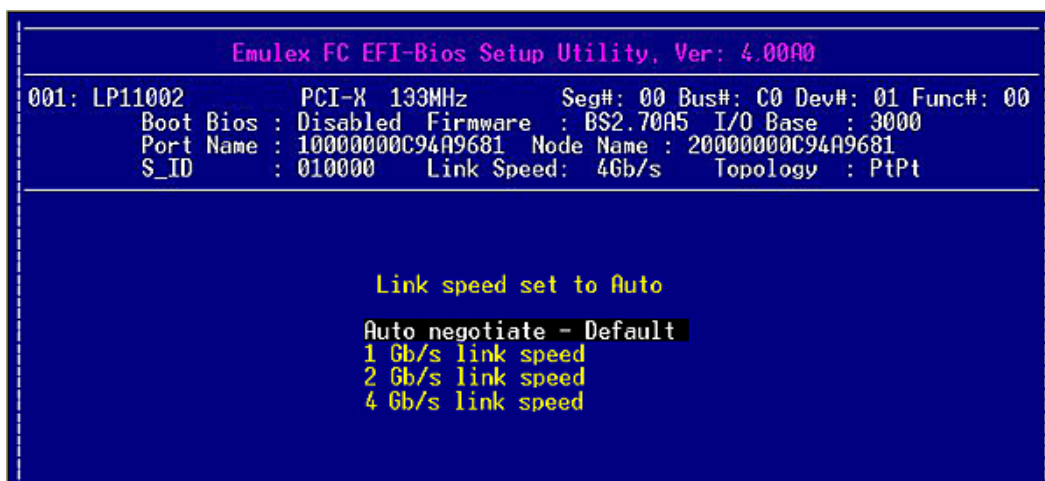 Emulex FC EFI-Bios Setup Utility, Ver: 4.00A0
001: LP11002 PCI-X 133MHz Seg#: 00 Bus#: C0 Dev#: 01 Func#: 00
Boot Bios : Disabled Firmware : BS2.70A5 I/O Base : 3000
Port Name : 10000000C94A9681 Node Name : 20000000C94A9681
S_ID : 010000 Link Speed: 4Gb/s Topology : PtPt
Link speed set to Auto
Auto negotiate - Default
1 Gb/s link speed
2 Gb/s link speed
4 Gb/s link speed